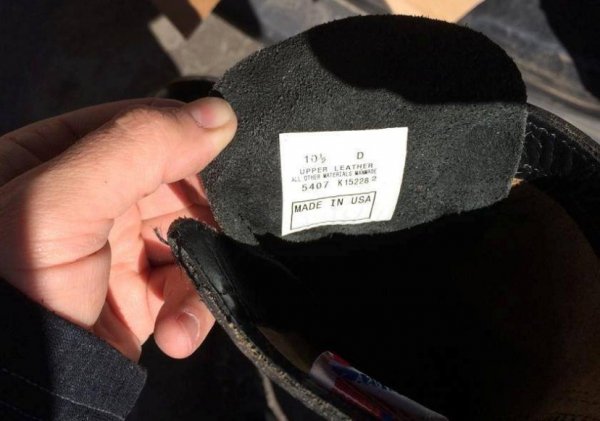 10½ D
UPPER LEATHER
ALL OTHER MATERIALS MANMADE
5407 K15228 2
MADE IN USA